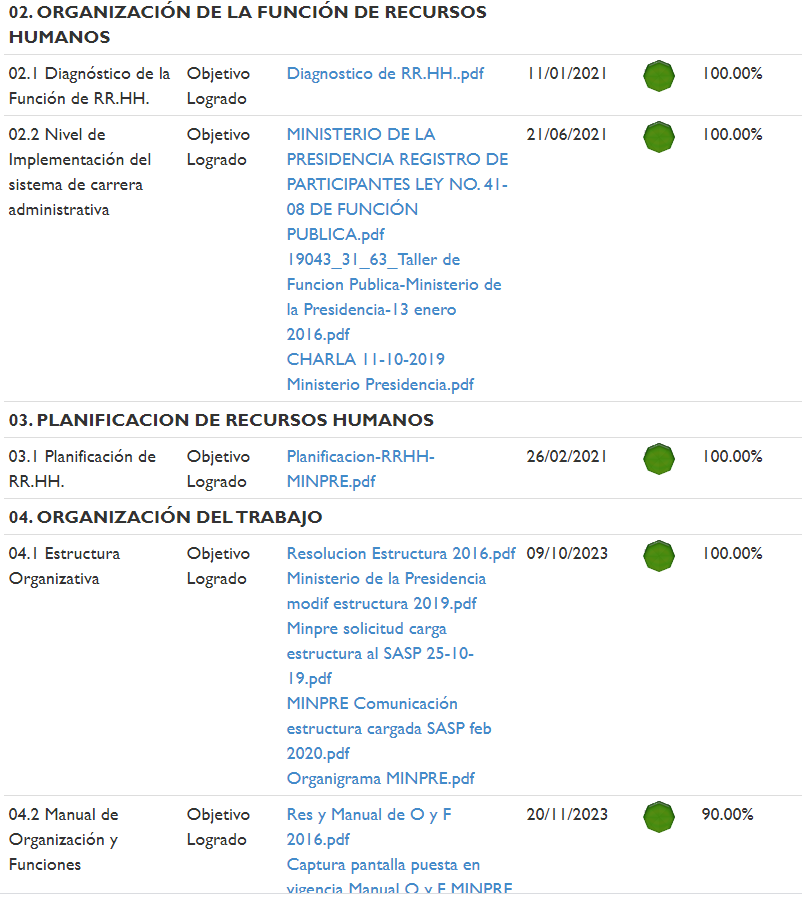 02. ORGANIZACIÓN DE LA FUNCIÓN DE RECURSOS
HUMANOS
02.1 Diagnóstico de la Objetivo Diagnostico de RR.HH..pdf 11/01/2021 100.00%
Función de RR.HH. Logrado
02.2 Nivel de Objetivo MINISTERIO DE LA 21/06/2021 100.00%
Implementación del Logrado PRESIDENCIA REGISTRO DE
sistema de carrera PARTICIPANTES LEY NO. 41-
administrativa 08 DE FUNCIÓN
PUBLICA.pdf
19043_31_63_Taller de
Funcion Publica-Ministerio de
la Presidencia-13 enero
2016.pdf
CHARLA 11-10-2019
Ministerio Presidencia.pdf
03. PLANIFICACION DE RECURSOS HUMANOS
03.1 Planificación de Objetivo Planificacion-RRHH- 26/02/2021 100.00%
RR.HH. Logrado MINPRE.pdf
04. ORGANIZACIÓN DEL TRABAJO
04.1 Estructura Objetivo Resolucion Estructura 2016.pdf 09/10/2023 100.00%
Organizativa Logrado Ministerio de la Presidencia
modif estructura 2019.pdf
Minpre solicitud carga
estructura al SASP 25-10-
19.pdf
MINPRE Comunicación
estructura cargada SASP feb
2020.pdf
Organigrama MINPRE.pdf
04.2 Manual de Objetivo Res y Manual de O y F 20/11/2023 90.00%
Organización y Logrado 2016.pdf
Funciones Captura pantalla puesta en
vigencia Manual O y F MINPRE